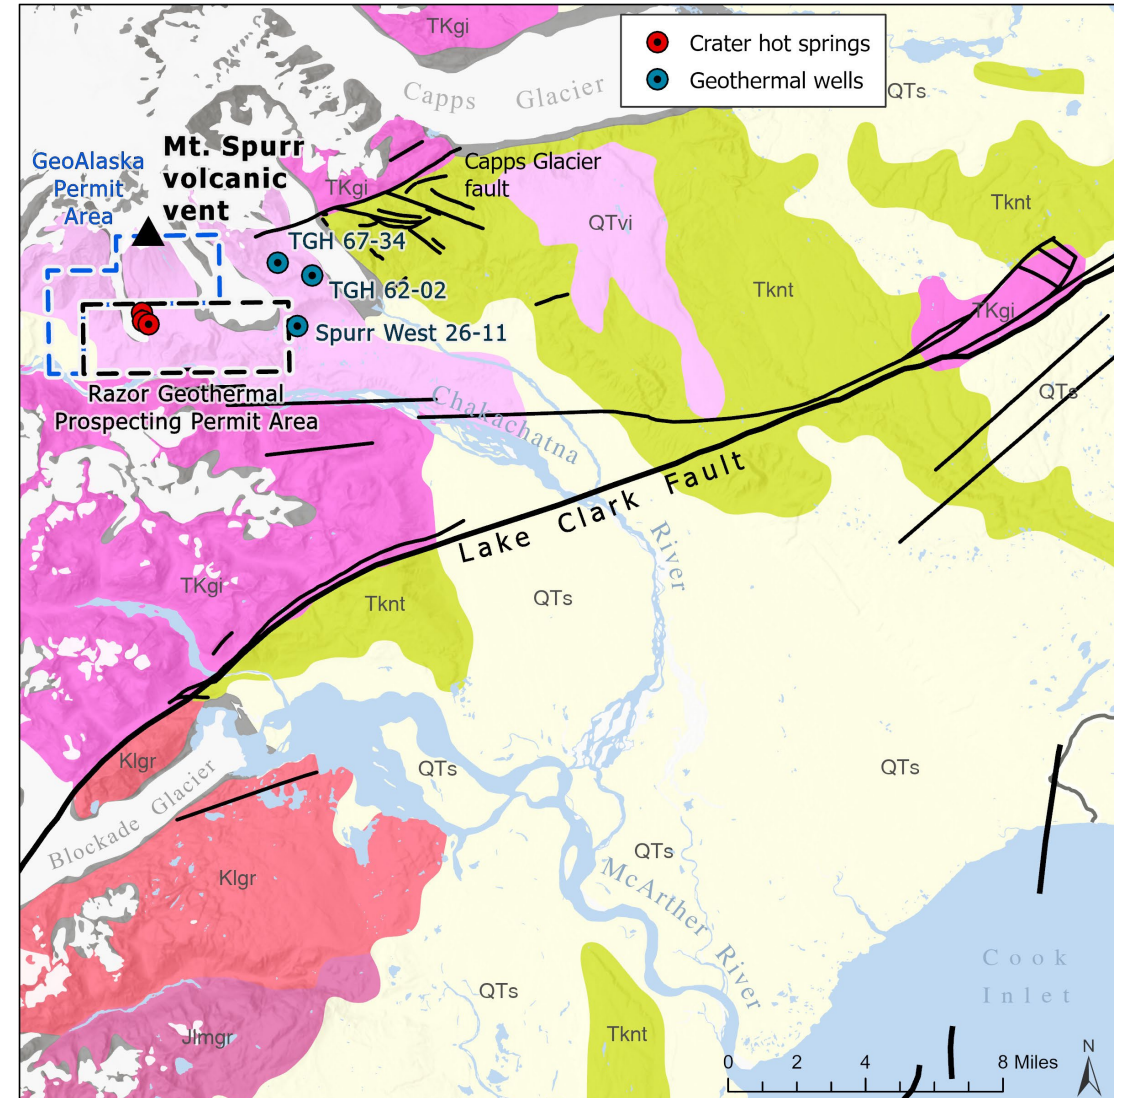 TKgi
Crater hot springs
Geothermal wells
Capps Glacier
QTs
Mt. Spurr
volcanic
vent
GeoAlaska
Permit
Area
Capps Glacier
fault
TKgi
QTvi
Tknt
TGH 67-34
TGH 62-02
Tknt
TKgi
Spurr West 26-11
Razor Geothermal
Prospecting Permit Area
QTs
Chakachatna
River
Lake Clark Fault
TKgi
Tknt
QTs
Klgr
QTs
QTs
Blockade Glacier
QTs
Klgr
McArther River
Cook
Inlet
QTs
Jlmgr
Tknt
0 2 4 8 Miles
N